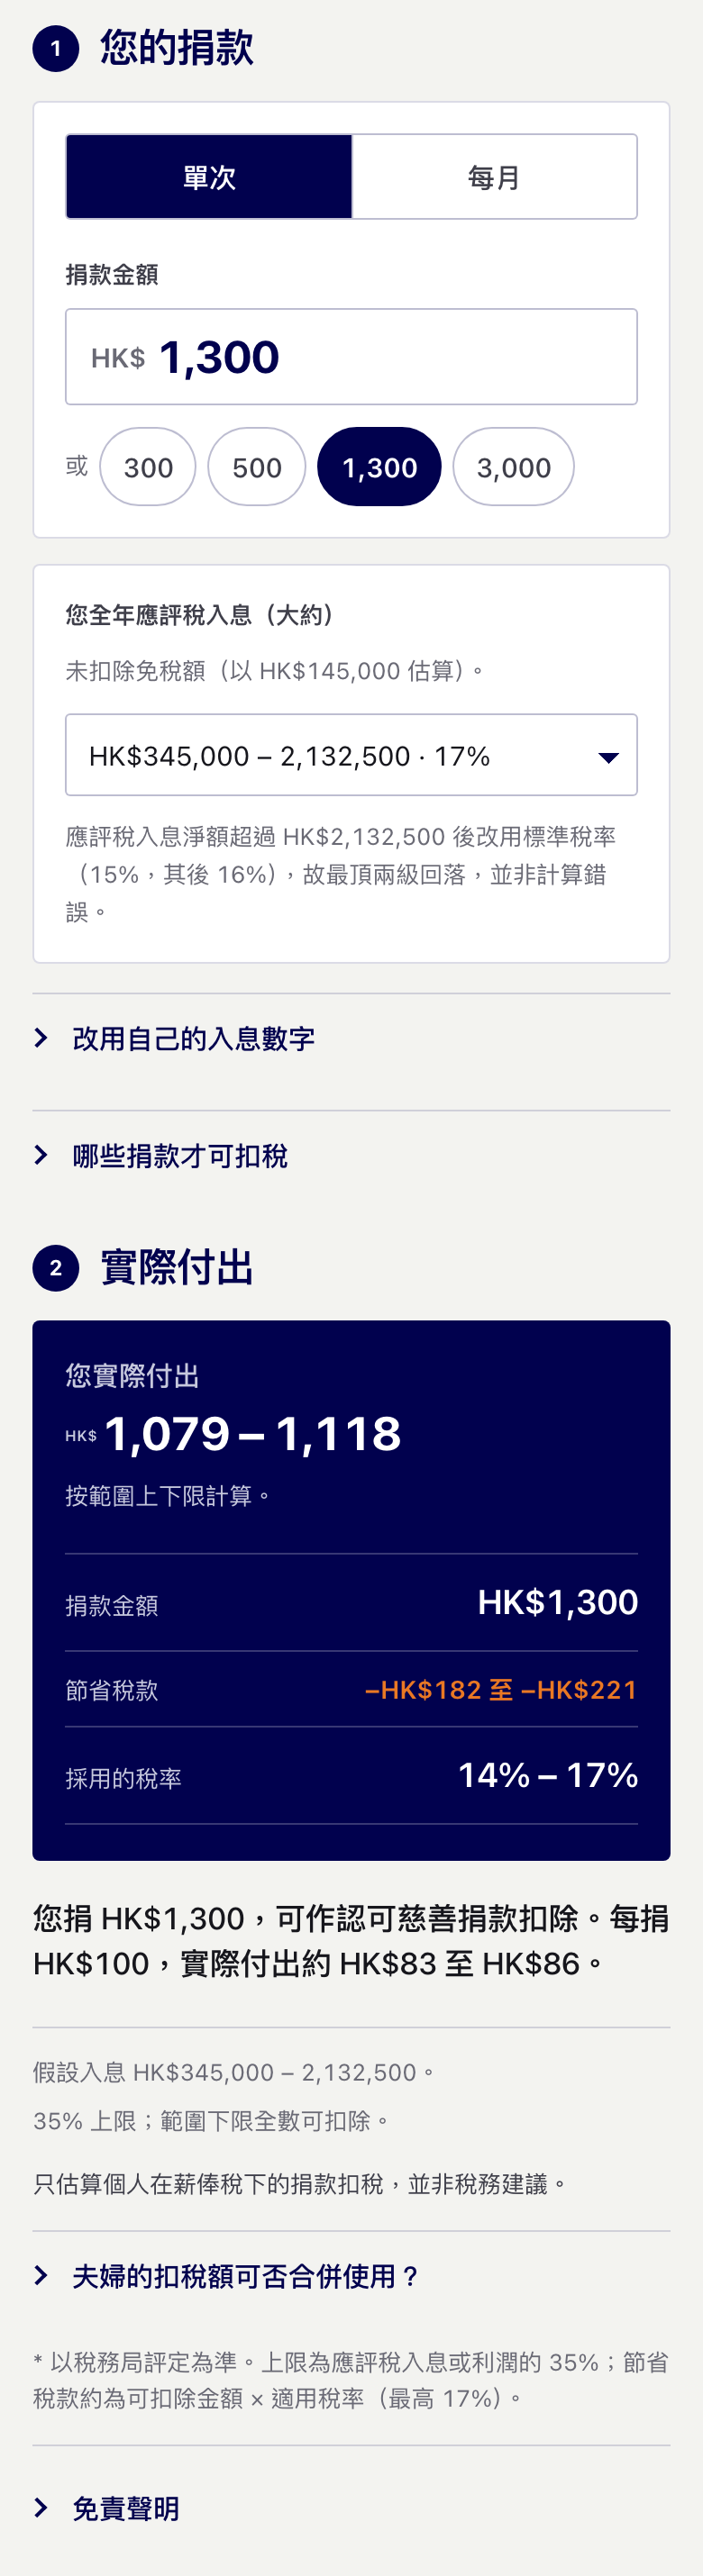 1 您的捐款
單次 每月
捐款金額
HK$ 1,300
或 300 500 1,300 3,000
您全年應評稅入息（大約）
未扣除免稅額（以 HK$145,000 估算）。
HK$345,000 – 2,132,500 · 17%
應評稅入息淨額超過 HK$2,132,500 後改用標準稅率
（15%，其後 16%），故最頂兩級回落，並非計算錯
誤。
改用自己的入息數字
哪些捐款才可扣稅
2 實際付出
您實際付出
HK$ 1,079 – 1,118
按範圍上下限計算。
捐款金額 HK$1,300
節省稅款 –HK$182 至 –HK$221
採用的稅率 14% – 17%
您捐 HK$1,300，可作認可慈善捐款扣除。每捐
HK$100，實際付出約 HK$83 至 HK$86。
假設入息 HK$345,000 – 2,132,500。
35% 上限；範圍下限全數可扣除。
只估算個人在薪俸稅下的捐款扣稅，並非稅務建議。
夫婦的扣稅額可否合併使用？
* 以稅務局評定為準。上限為應評稅入息或利潤的 35%；節省
稅款約為可扣除金額 × 適用稅率（最高 17%）。
免責聲明